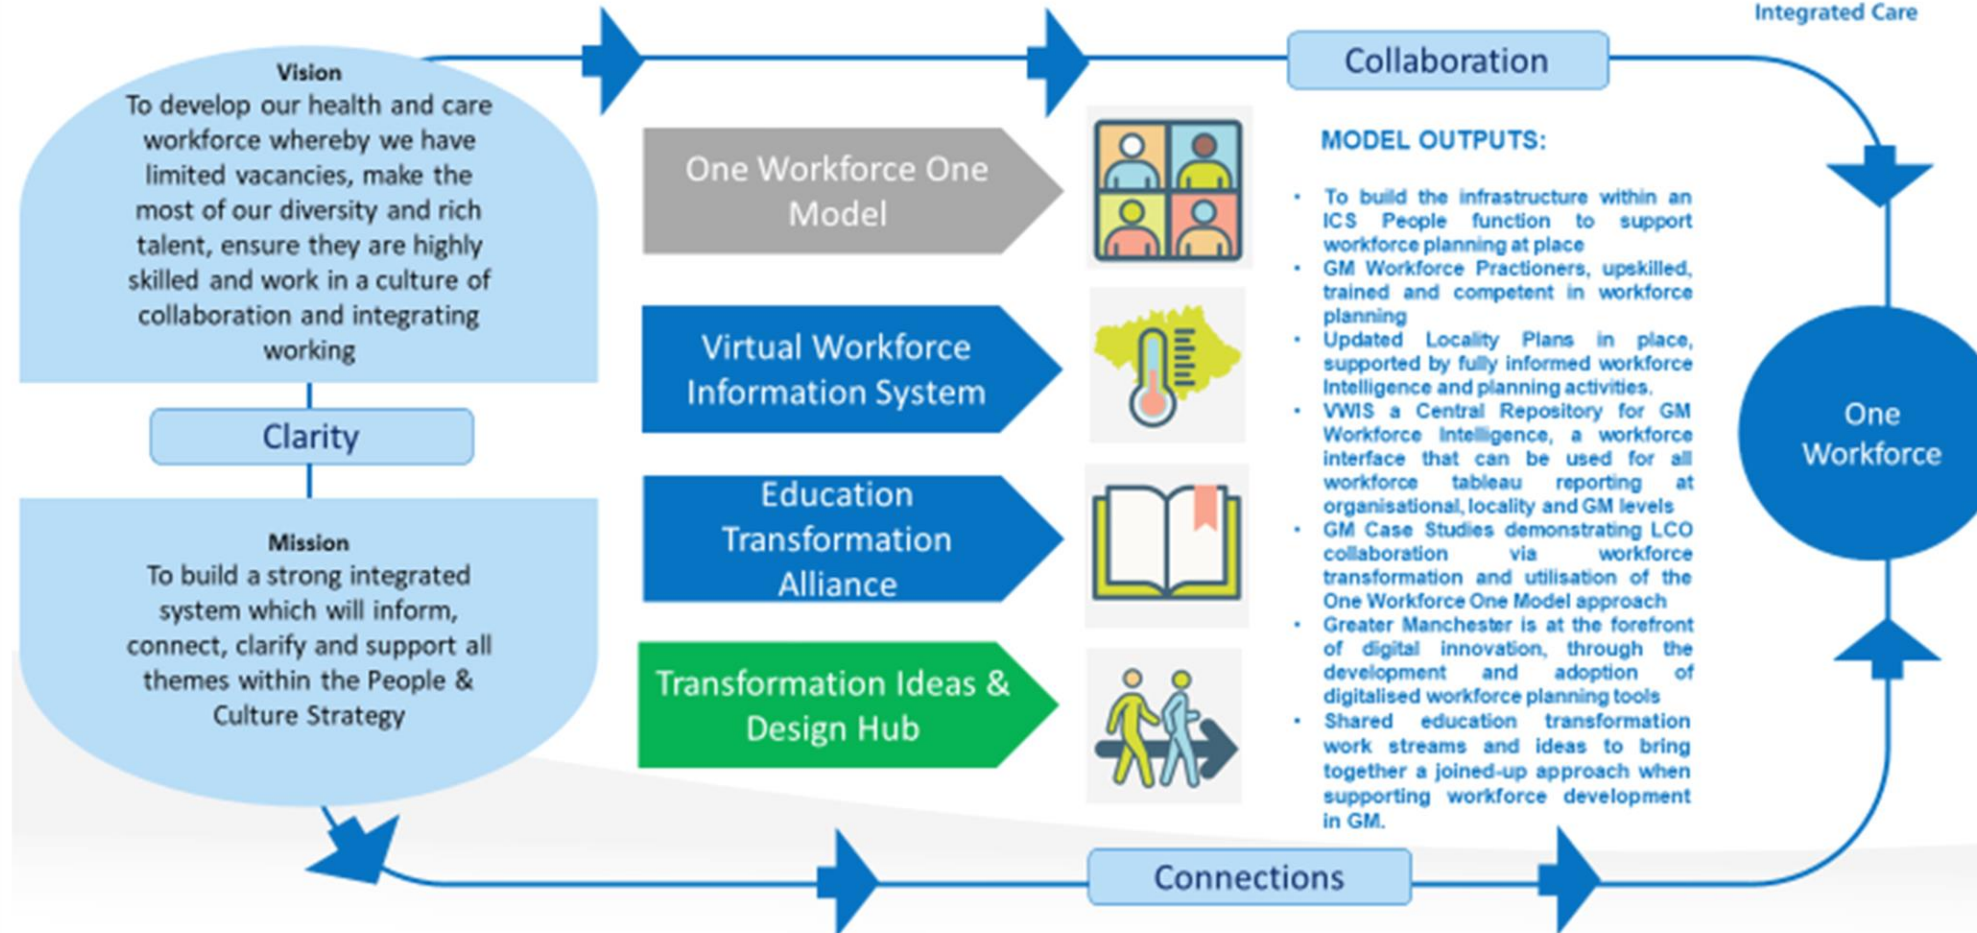 Integrated Care
Vision
To develop our health and care
workforce whereby we have
limited vacancies, make the
most of our diversity and rich
talent, ensure they are highly
skilled and work in a culture of
collaboration and integrating
working
Clarity
Mission
To build a strong integrated
system which will inform,
connect, clarify and support all
themes within the People &
Culture Strategy
One Workforce One
Model
Virtual Workforce
Information System
Education
Transformation
Alliance
Transformation Ideas &
Design Hub
Collaboration
MODEL OUTPUTS:
• To build the infrastructure within an
ICS People function to support
workforce planning at place
• GM Workforce Practioners, upskilled,
trained and competent in workforce
planning
• Updated Locality Plans in place,
supported by fully informed workforce
Intelligence and planning activities.
• VWIS a Central Repository for GM
Workforce Intelligence, a workforce
interface that can be used for all
workforce tableau reporting at
organisational, locality and GM levels
• GM Case Studies demonstrating LCO
collaboration via workforce
transformation and utilisation of the
One Workforce One Model approach
• Greater Manchester is at the forefront
of digital innovation, through the
development and adoption of
digitalised workforce planning tools
• Shared education transformation
work streams and ideas to bring
together a joined-up approach when
supporting workforce development
in GM.
One
Workforce
Connections